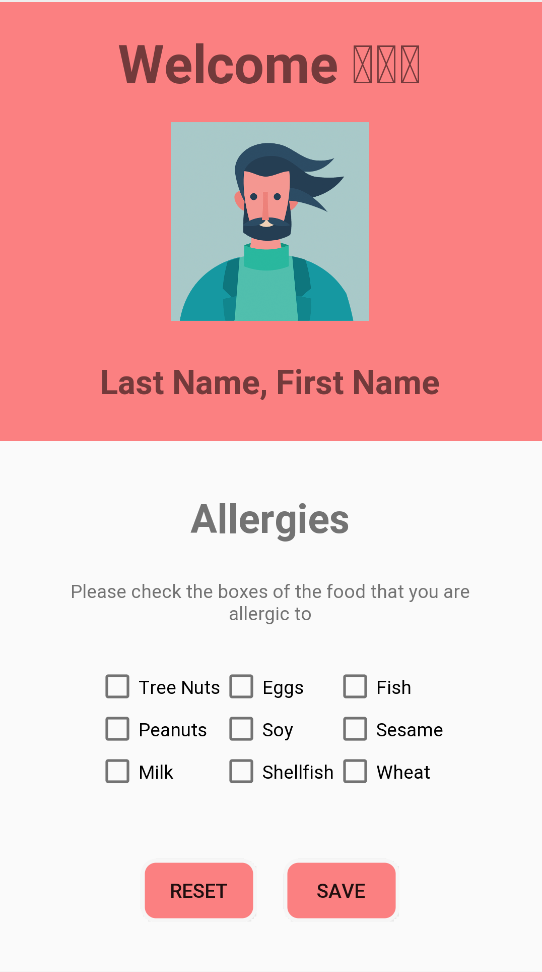 Welcome
Last Name, First Name
Allergies
Please check the boxes of the food that you are
allergic to
Tree Nuts Eggs Fish
Peanuts Soy Sesame
Milk Shellfish Wheat
RESET SAVE